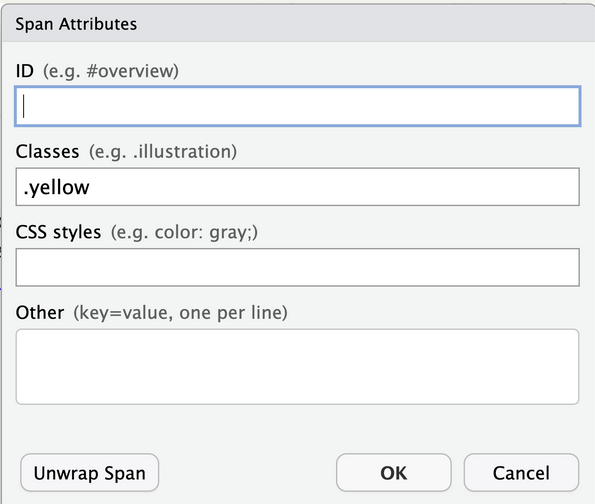 Span Attributes
ID (e.g. #overview)
Classes (e.g. .illustration)
.yellow
CSS styles (e.g. color: gray;)
Other (key=value, one per line)
Unwrap Span OK Cancel